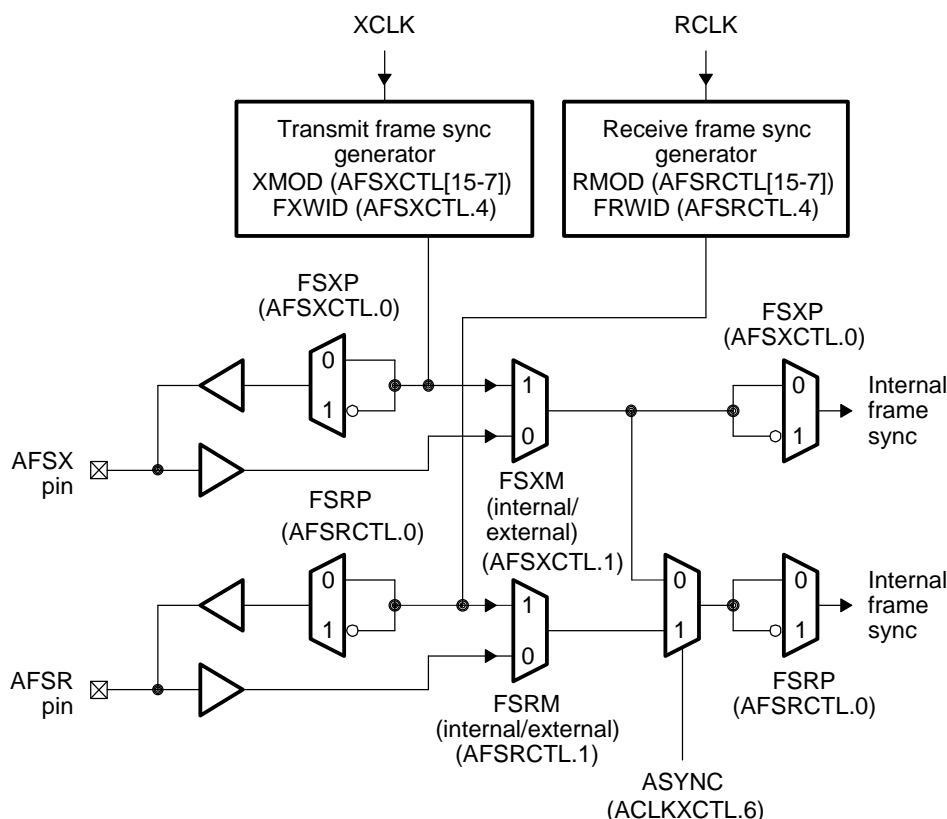 XCLK
RCLK
Transmit frame sync
generator
XMOD (AFSXCTL[15-7])
FXWID (AFSXCTL.4)
Receive frame sync
generator
RMOD (AFSRCTL[15-7])
FRWID (AFSRCTL.4)
FSXP
(AFSXCTL.0)
FSXP
(AFSXCTL.0)
0
1
1
0
0
1
Internal
frame
sync
AFSX
pin
FSXM
(internal/
external)
(AFSXCTL.1)
FSRP
(AFSRCTL.0)
0
1
1
0
0
1
0
1
Internal
frame
sync
AFSR
pin
FSRM
(internal/external)
(AFSRCTL.1)
FSRP
(AFSRCTL.0)
ASYNC
(ACLKXCTL.6)